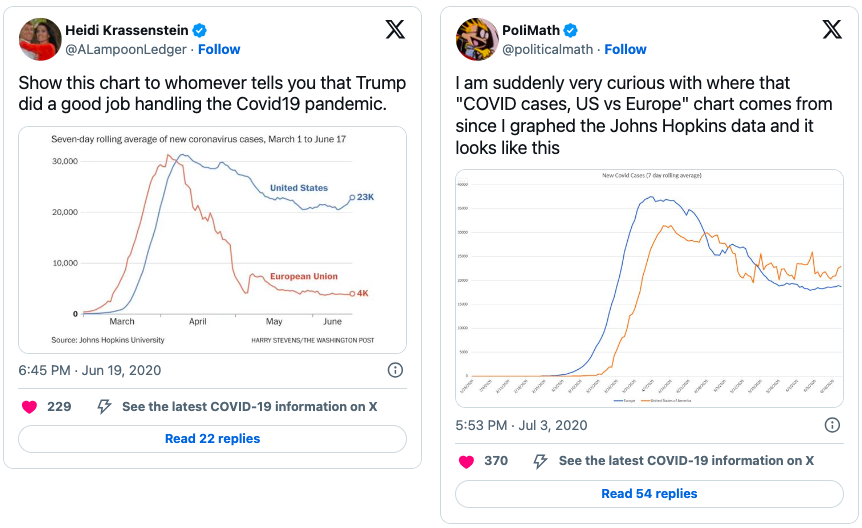 Heidi Krassenstein
@ALampoonLedger · Follow
Show this chart to whomever tells you that Trump
did a good job handling the Covid19 pandemic.
Seven-day rolling average of new coronavirus cases, March 1 to June 17
30,000
20,000
10,000
0
United States
23K
European Union
4K
March April May June
Source: Johns Hopkins University HARRY STEVENS/THE WASHINGTON POST
6:45 PM · Jun 19, 2020
229 See the latest COVID-19 information on X
Read 22 replies
PoliMath
@politicalmath · Follow
I am suddenly very curious with where that
"COVID cases, US vs Europe" chart comes from
since I graphed the Johns Hopkins data and it
looks like this
New Covid Cases (7 day rolling average)
40000
35000
30000
25000
20000
15000
10000
5000
0
Europe United States of America
5:53 PM · Jul 3, 2020
370 See the latest COVID-19 information on X
Read 54 replies